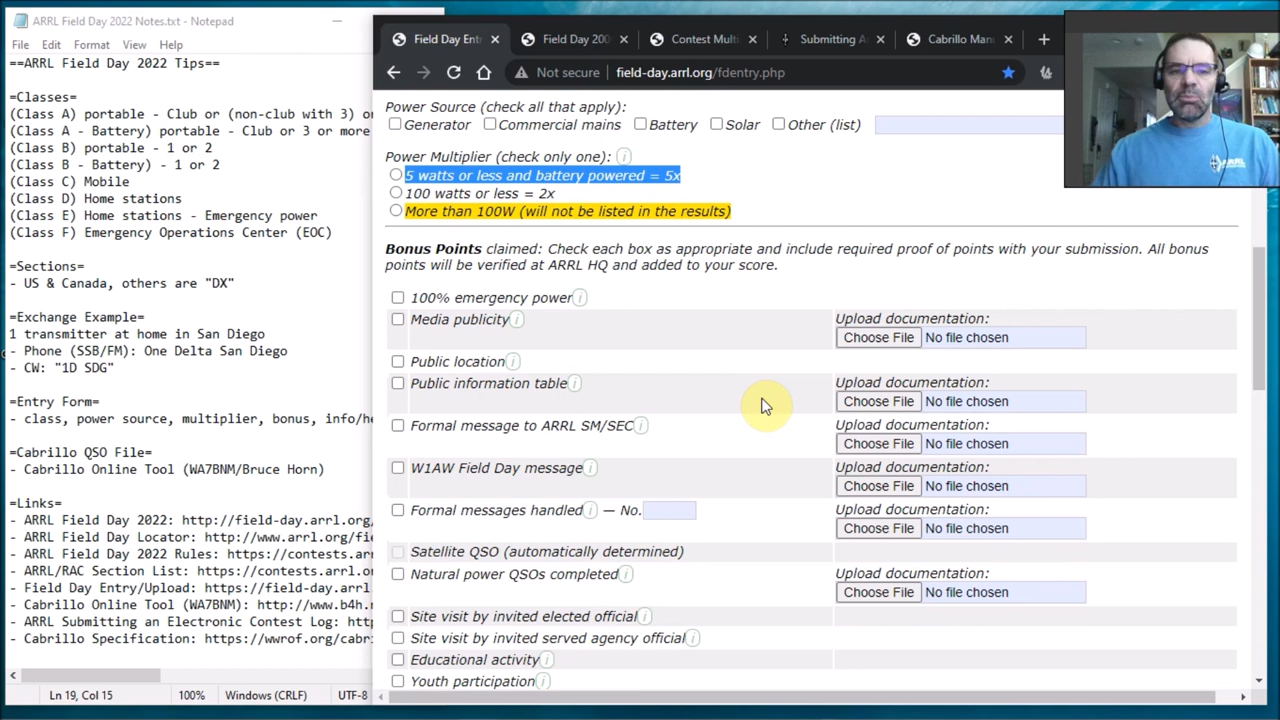 ARRL Field Day 2022 Notes.txt - Notepad
File Edit Format View Help
==ARRL Field Day 2022 Tips==
=Classes=
(Class A) portable - Club or (non-club with 3) or
(Class A - Battery) portable - Club or 3 or more
(Class B) portable - 1 or 2
(Class B - Battery) - 1 or 2
(Class C) Mobile
(Class D) Home stations
(Class E) Home stations - Emergency power
(Class F) Emergency Operations Center (EOC)
=Sections=
- US & Canada, others are "DX"
=Exchange Example=
1 transmitter at home in San Diego
- Phone (SSB/FM): One Delta San Diego
- CW: "1D SDG"
=Entry Form=
- class, power source, multiplier, bonus, info/he
=Cabrillo QSO File=
- Cabrillo Online Tool (WA7BNM/Bruce Horn)
=Links=
- ARRL Field Day 2022: http://field-day.arrl.org/
- ARRL Field Day Locator: http://www.arrl.org/fie
- ARRL Field Day 2022 Rules: https://contests.arr
- ARRL/RAC Section List: https://contests.arrl.or
- Field Day Entry/Upload: https://field-day.arrl
- Cabrillo Online Tool (WA7BNM): http://www.b4h.n
- ARRL Submitting an Electronic Contest Log: http
- Cabrillo Specification: https://wwrof.org/cabr
Ln 19, Col 15 100% Windows (CRLF) UTF-8
Field Day Ent Field Day 200 Contest Multi Submitting A Cabrillo Man
Not secure field-day.arrl.org/fdentry.php
Power Source (check all that apply):
Generator Commercial mains Battery Solar Other (list)
Power Multiplier (check only one):
5 watts or less and battery powered = 5x
100 watts or less = 2x
More than 100W (will not be listed in the results)
Bonus Points claimed: Check each box as appropriate and include required proof of points with your submission. All bonus
points will be verified at ARRL HQ and added to your score.
100% emergency power
Media publicity Upload documentation:
Choose File No file chosen
Public location
Public information table Upload documentation:
Choose File No file chosen
Formal message to ARRL SM/SEC Upload documentation:
Choose File No file chosen
W1AW Field Day message Upload documentation:
Choose File No file chosen
Formal messages handled — No. Upload documentation:
Choose File No file chosen
Satellite QSO (automatically determined)
Natural power QSOs completed Upload documentation:
Choose File No file chosen
Site visit by invited elected official
Site visit by invited served agency official
Educational activity
Youth participation
ARRL